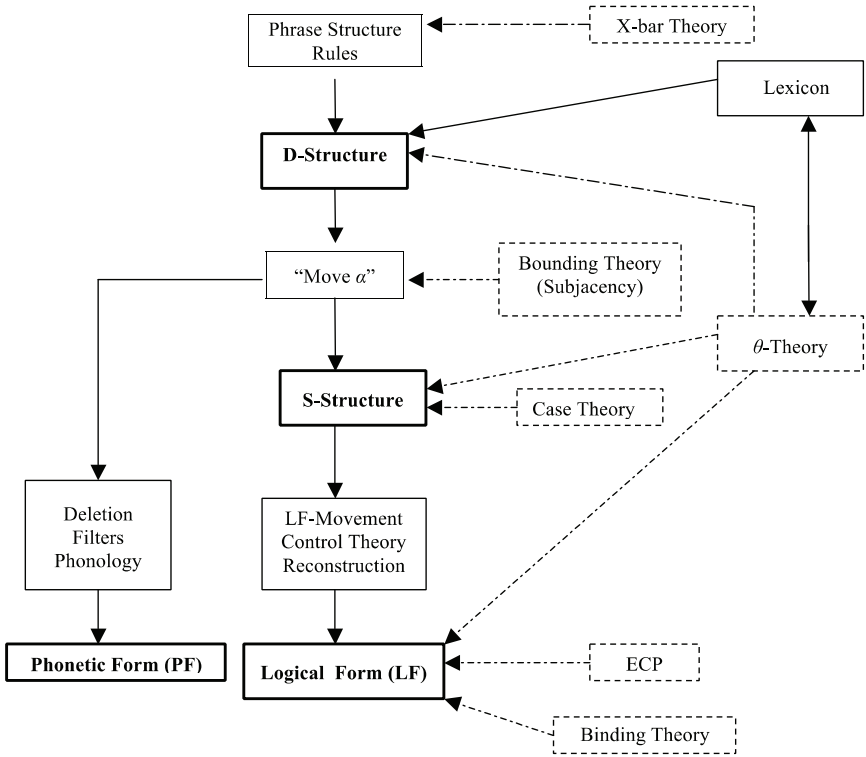 Phrase Structure
Rules
X-bar Theory
Lexicon
D-Structure
“Move α”
Bounding Theory
(Subjacency)
θ-Theory
S-Structure
Case Theory
Deletion
Filters
Phonology
LF-Movement
Control Theory
Reconstruction
Phonetic Form (PF)
Logical Form (LF)
ECP
Binding Theory